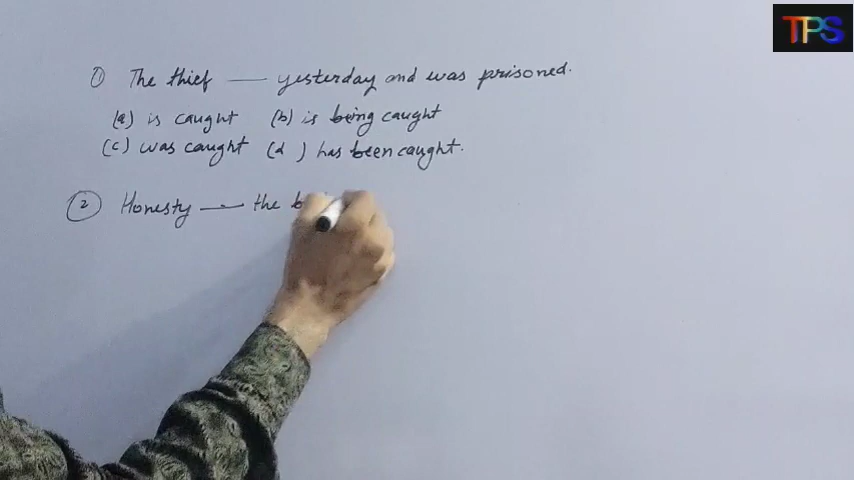 TPS
① The thief — yesterday and was prisoned.
(a) is caught (b) is being caught
(c) was caught (d ) has been caught.
② Honesty — the